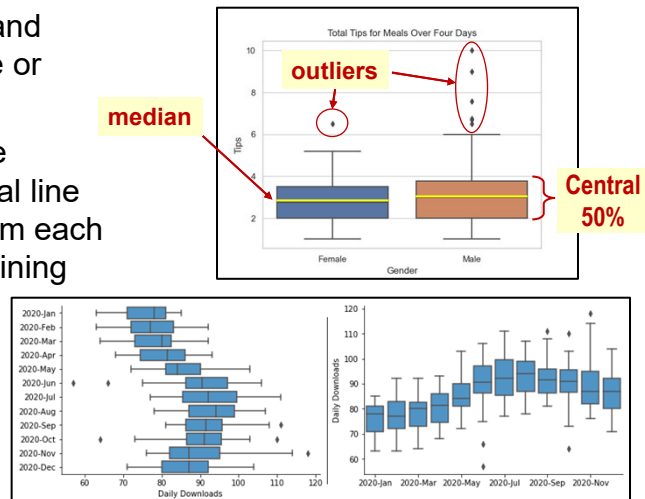 and
e or
e
al line
m each
ining
Total Tips for Meals Over Four Days
outliers
median
Central
50%
10
8
6
4
2
Tips
Female
Male
Gender
2020-Jan
2020-Feb
2020-Mar
2020-Apr
2020-May
2020-Jun
2020-Jul
2020-Aug
2020-Sep
2020-Oct
2020-Nov
2020-Dec
60 80 100 120
Daily Downloads
120
110
100
90
80
70
60
Daily Downloads
2020-Jan 2020-Mar 2020-May 2020-Jul 2020-Sep 2020-Nov